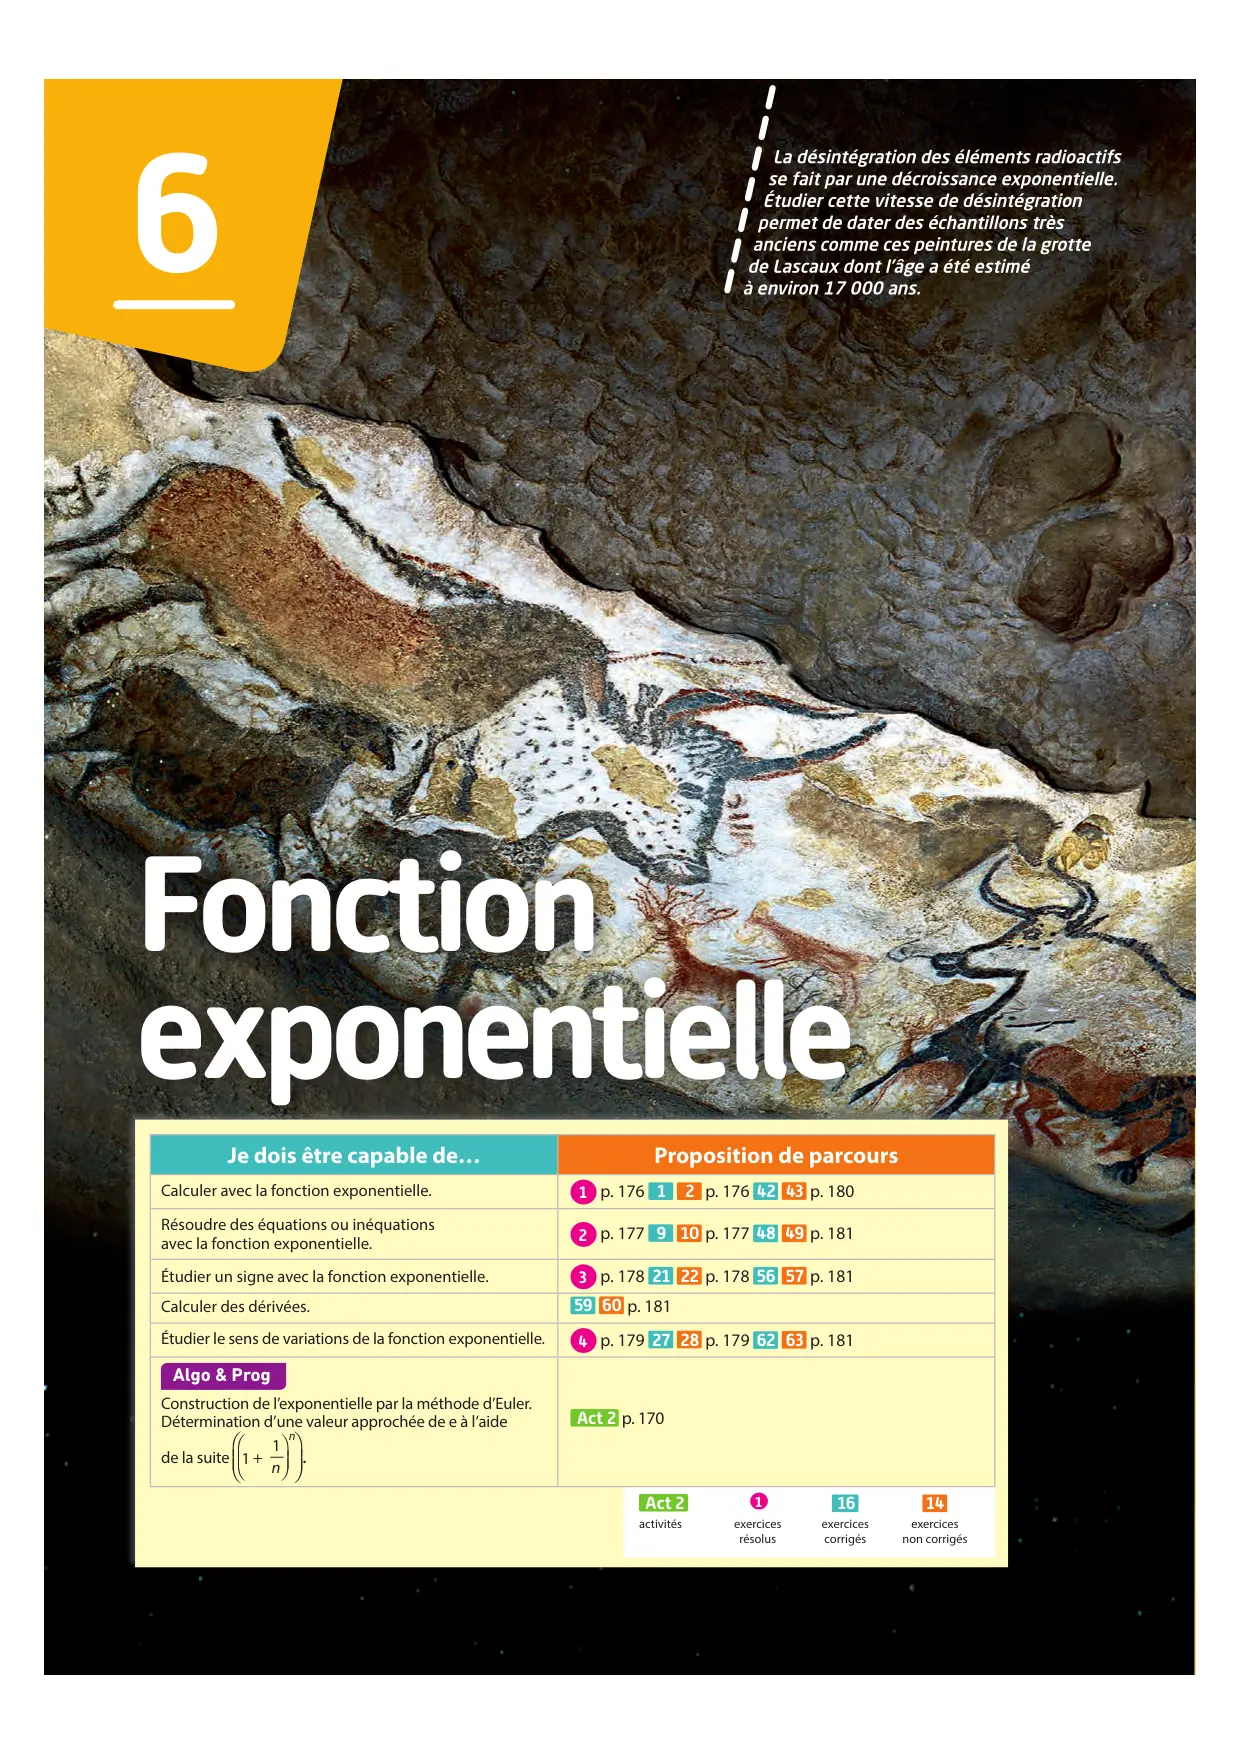 6
La désintégration des éléments radioactifs
se fait par une décroissance exponentielle.
Étudier cette vitesse de désintégration
permet de dater des échantillons très
anciens comme ces peintures de la grotte
de Lascaux dont l'âge a été estimé
à environ 17 000 ans.
Fonction
exponentielle
Je dois être capable de… Proposition de parcours
Calculer avec la fonction exponentielle. 1 p. 176 1 2 p. 176 42 43 p. 180
Résoudre des équations ou inéquations
avec la fonction exponentielle. 2 p. 177 9 10 p. 177 48 49 p. 181
Étudier un signe avec la fonction exponentielle. 3 p. 178 21 22 p. 178 56 57 p. 181
Calculer des dérivées. 59 60 p. 181
Étudier le sens de variations de la fonction exponentielle. 4 p. 179 27 28 p. 179 62 63 p. 181
Algo & Prog
Construction de l'exponentielle par la méthode d'Euler.
Détermination d'une valeur approchée de e à l'aide
de la suite ((1 + 1/n)^n).
Act 2 p. 170
Act 2 1 16 14
activités exercices exercices exercices
résolus corrigés non corrigés